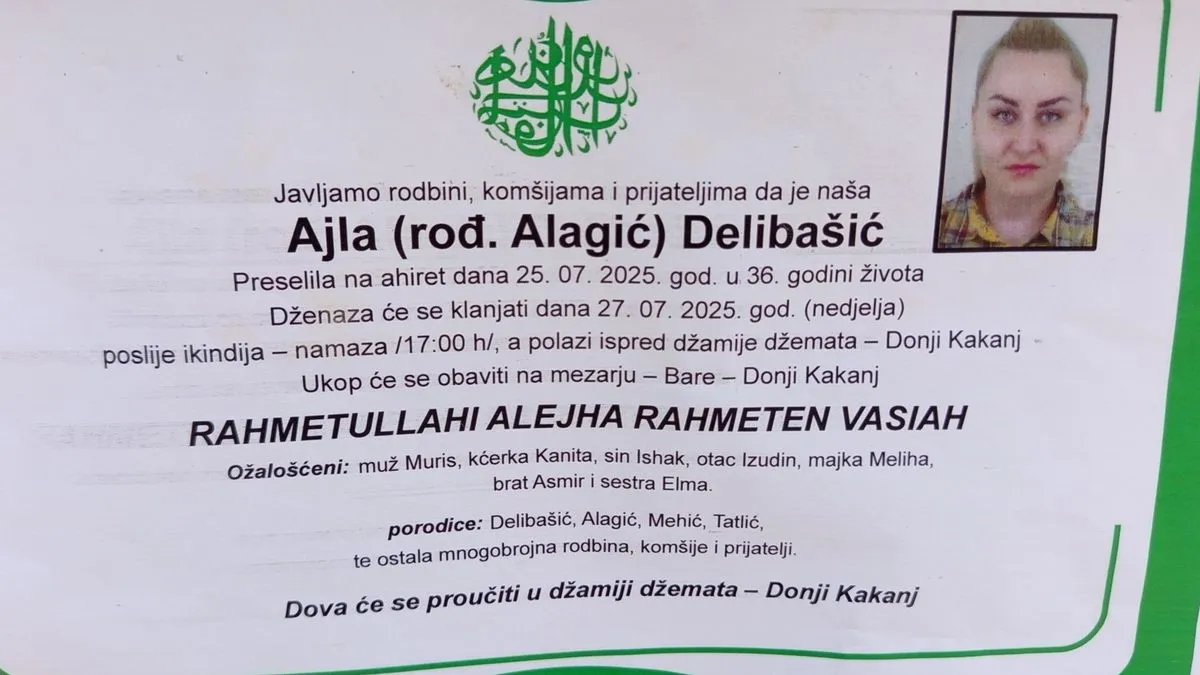 Javljamo rodbini, komšijama i prijateljima da je naša
Ajla (rođ. Alagić) Delibašić
Preselila na ahiret dana 25. 07. 2025. god. u 36. godini života
Dženaza će se klanjati dana 27. 07. 2025. god. (nedjelja)
poslije ikindija – namaza /17:00 h/, a polazi ispred džamije džemata – Donji Kakanj
Ukop će se obaviti na mezarju – Bare – Donji Kakanj
RAHMETULLAHI ALEJHA RAHMETEN VASIAH
Ožalošćeni: muž Muris, kćerka Kanita, sin Ishak, otac Izudin, majka Meliha,
brat Asmir i sestra Elma.
porodice: Delibašić, Alagić, Mehić, Tatlić,
te ostala mnogobrojna rodbina, komšije i prijatelji.
Dova će se proučiti u džamiji džemata – Donji Kakanj